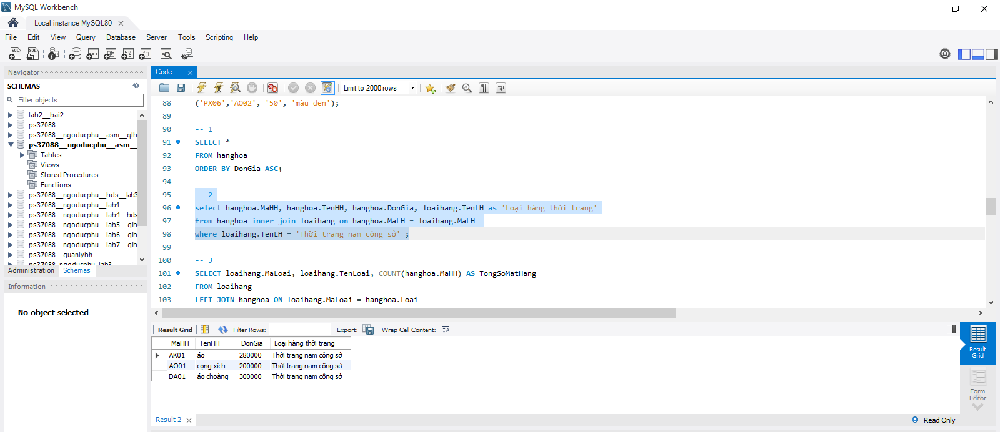 MySQL Workbench
Local instance MySQL80
File Edit View Query Database Server Tools Scripting Help
Navigator
SCHEMAS
Filter objects
lab2__bai2
ps37088
ps37088__ngoducphu__asm__qlb
ps37088__ngoducphu__asm__
Tables
Views
Stored Procedures
Functions
ps37088__ngoducphu__bds__lab3
ps37088__ngoducphu__lab4
ps37088__ngoducphu__lab4__bds
ps37088__ngoducphu__lab5__qlb
ps37088__ngoducphu__lab6__qlb
ps37088__ngoducphu__lab7__qlb
ps37088__quanlybh
Administration Schemas
Information
No object selected
Code
Limit to 2000 rows
88 ('PX06','AO02', '50', 'màu đen');
89
90 -- 1
91 SELECT *
92 FROM hanghoa
93 ORDER BY DonGia ASC;
94
95 -- 2
96 select hanghoa.MaHH, hanghoa.TenHH, hanghoa.DonGia, loaihang.TenLH as 'Loại hàng thời trang'
97 from hanghoa inner join loaihang on hanghoa.MaLH = loaihang.MaLH
98 where loaihang.TenLH = 'Thời trang nam công sở' ;
99
100 -- 3
101 SELECT loaihang.MaLoai, loaihang.TenLoai, COUNT(hanghoa.MaHH) AS TongSoMatHang
102 FROM loaihang
103 LEFT JOIN hanghoa ON loaihang.MaLoai = hanghoa.Loai
Result Grid Filter Rows: Export: Wrap Cell Content:
MaHH TenHH DonGia Loại hàng thời trang
AK01 áo 280000 Thời trang nam công sở
AO01 cọng xích 200000 Thời trang nam công sở
DA01 áo choàng 300000 Thời trang nam công sở
Result
Grid
Form
Editor
Result 2
Read Only